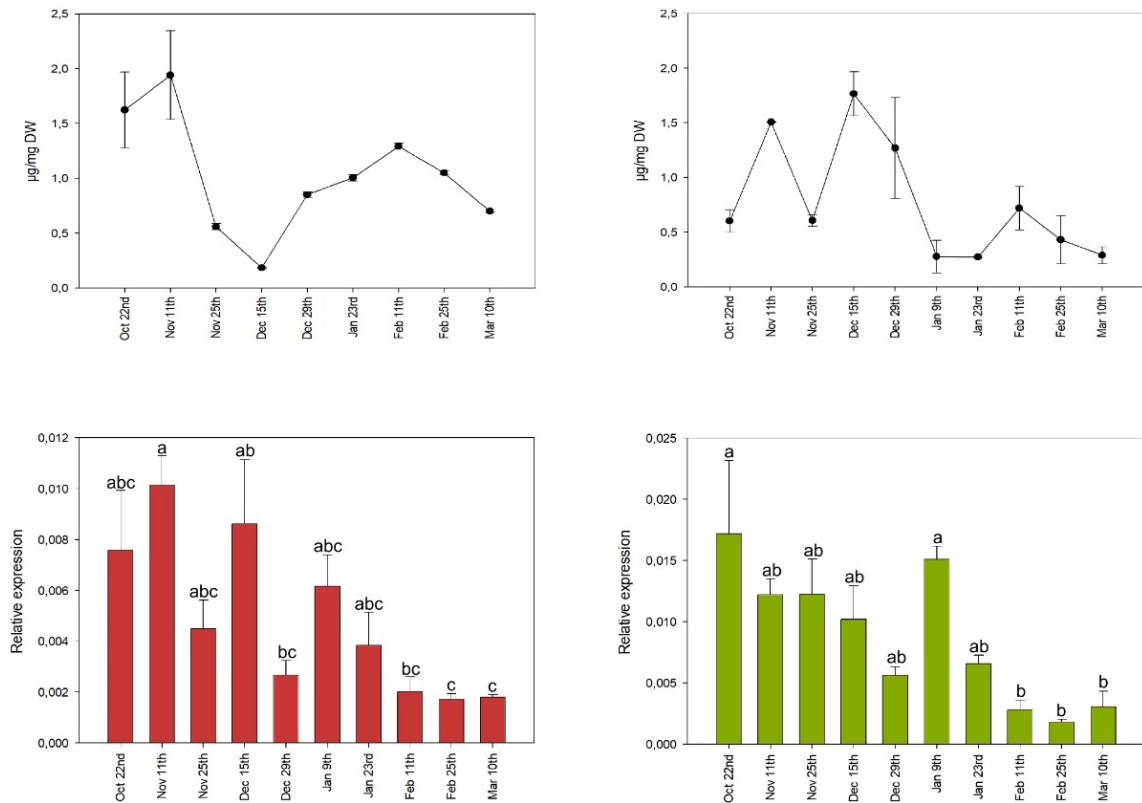 2,5
2,0
1,5
1,0
0,5
0,0
µg/mg DW
Oct 22nd
Nov 11th
Nov 25th
Dec 15th
Dec 29th
Jan 23rd
Feb 11th
Feb 25th
Mar 10th
2,5
2,0
1,5
1,0
0,5
0,0
µg/mg DW
Oct 22nd
Nov 11th
Nov 25th
Dec 15th
Dec 29th
Jan 9th
Jan 23rd
Feb 11th
Feb 25th
Mar 10th
0,012
0,010
0,008
0,006
0,004
0,002
0,000
Relative expression
abc
a
abc
ab
bc
abc
abc
bc
c
c
Oct 22nd
Nov 11th
Nov 25th
Dec 15th
Dec 29th
Jan 9th
Jan 23rd
Feb 11th
Feb 25th
Mar 10th
0,025
0,020
0,015
0,010
0,005
0,000
Relative expression
a
ab
ab
ab
ab
a
ab
b
b
b
Oct 22nd
Nov 11th
Nov 25th
Dec 15th
Dec 29th
Jan 9th
Jan 23rd
Feb 11th
Feb 25th
Mar 10th